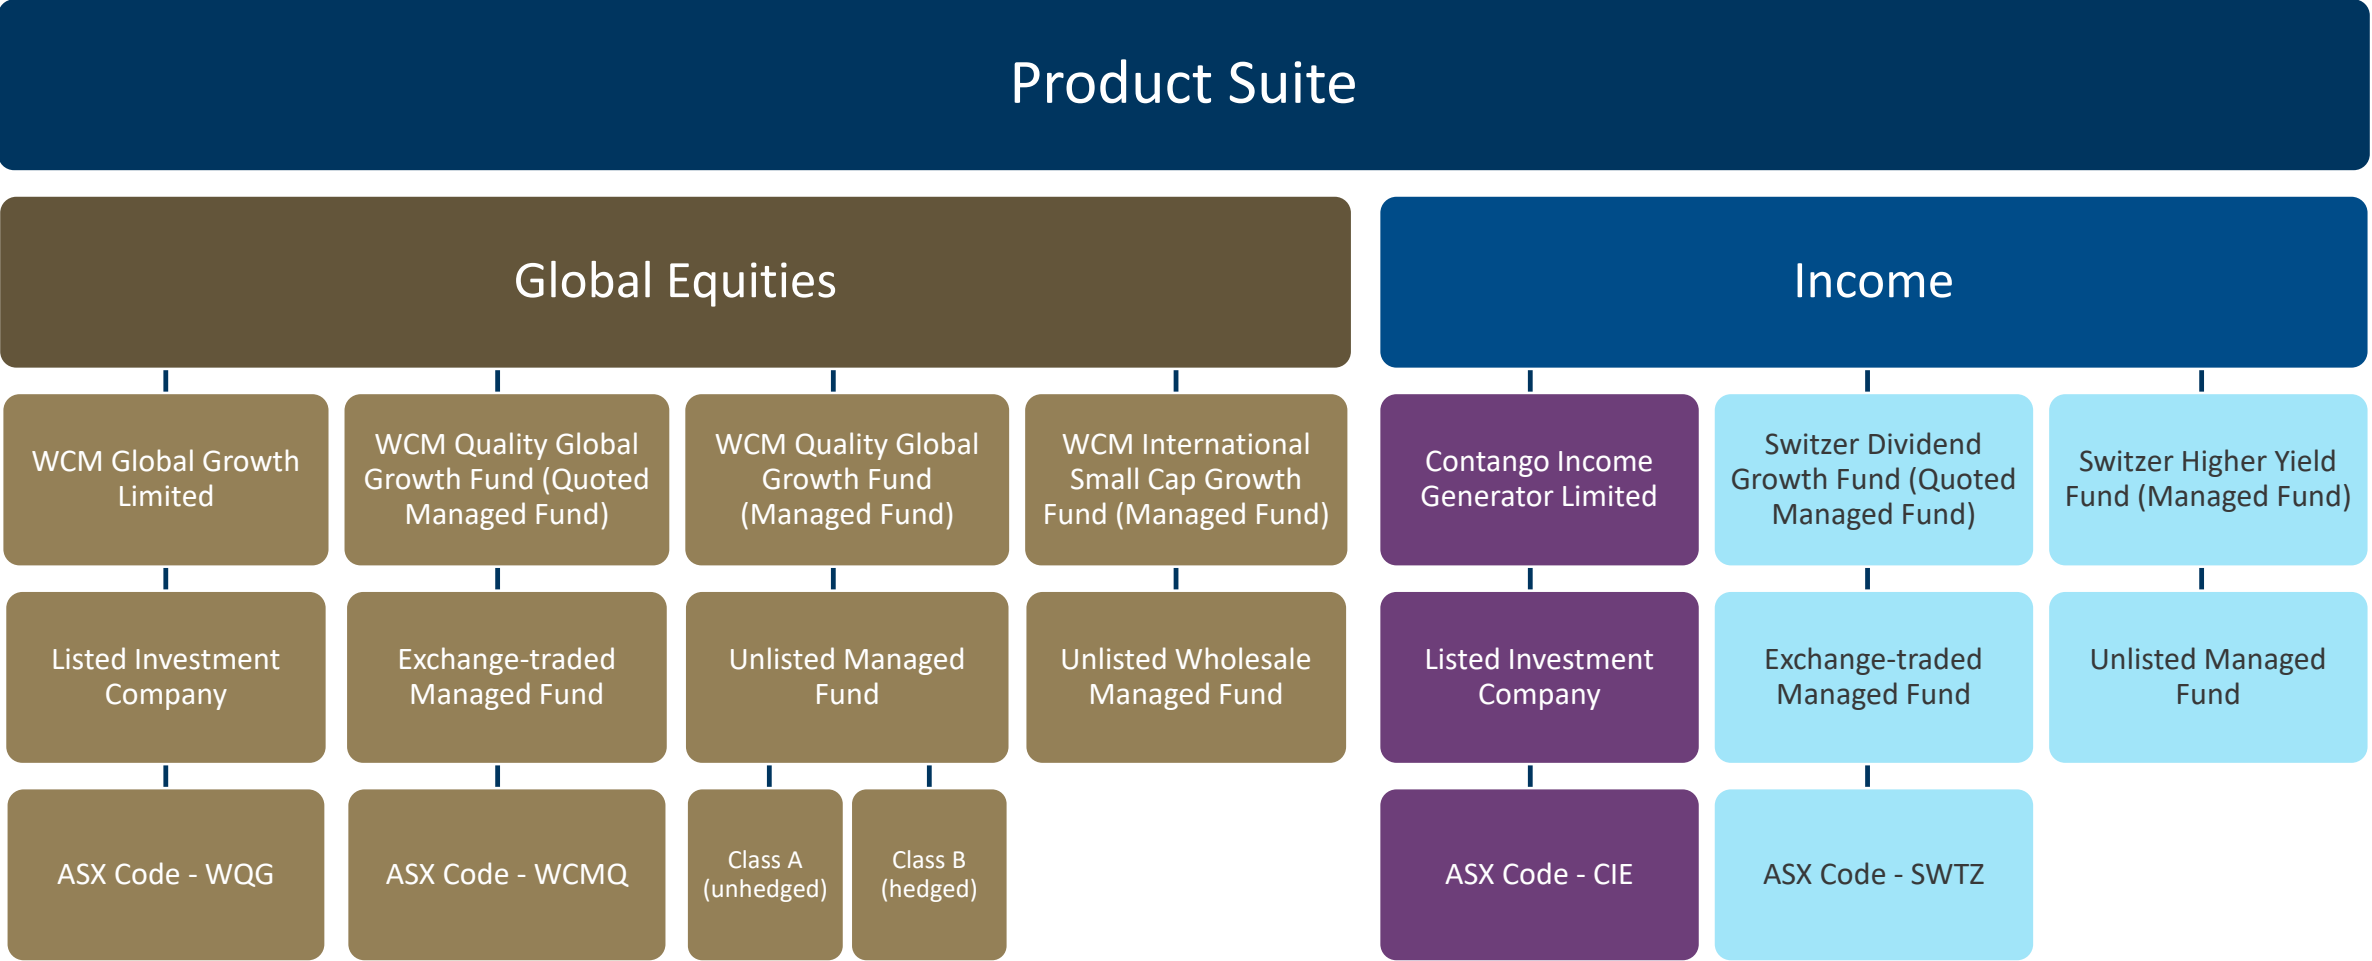 Product Suite
Global Equities
Income
WCM Global Growth
Limited
WCM Quality Global
Growth Fund (Quoted
Managed Fund)
WCM Quality Global
Growth Fund
(Managed Fund)
WCM International
Small Cap Growth
Fund (Managed Fund)
Contango Income
Generator Limited
Switzer Dividend
Growth Fund (Quoted
Managed Fund)
Switzer Higher Yield
Fund (Managed Fund)
Listed Investment
Company
Exchange-traded
Managed Fund
Unlisted Managed
Fund
Unlisted Wholesale
Managed Fund
Listed Investment
Company
Exchange-traded
Managed Fund
Unlisted Managed
Fund
ASX Code - WQG
ASX Code - WCMQ
Class A
(unhedged)
Class B
(hedged)
ASX Code - CIE
ASX Code - SWTZ